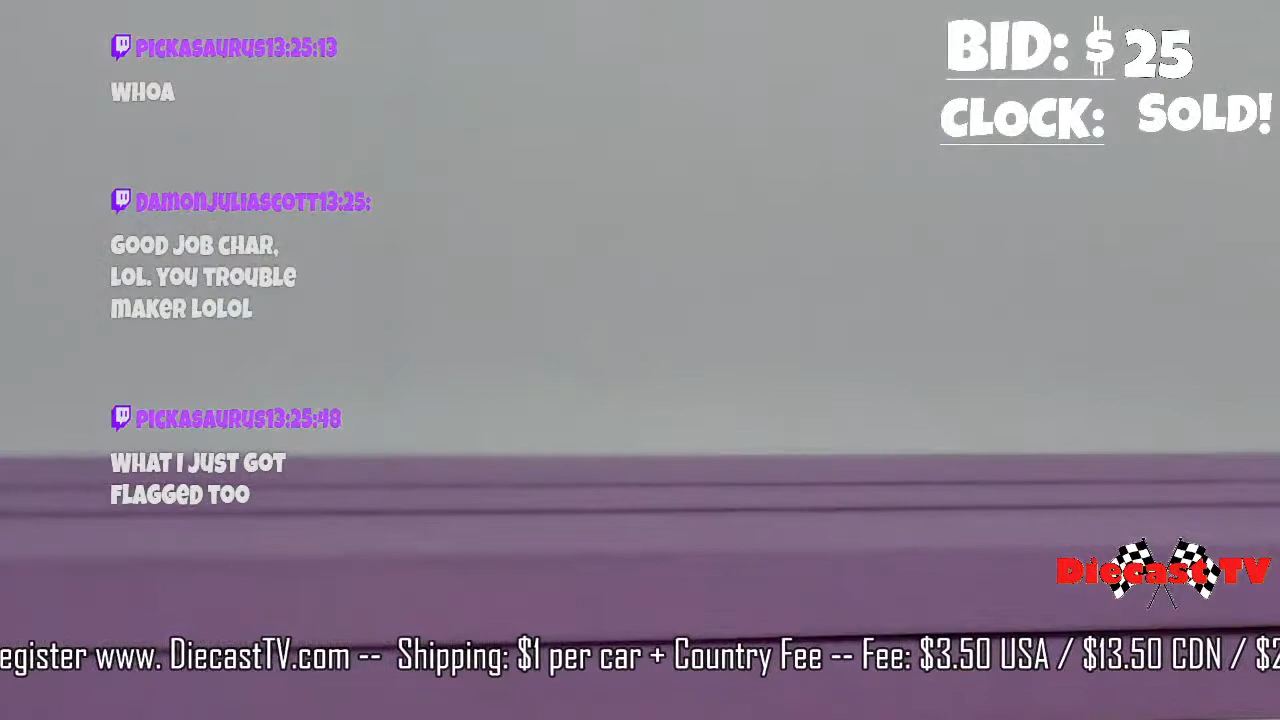 PICKASAURUS13:25:13
WHOA
DAMONJULIASCOTT13:25:
GOOD JOB CHAR,
LOL. YOU TROUBLE
MAKER LOLOL
PICKASAURUS13:25:48
WHAT I JUST GOT
FLAGGED TOO
BID: $ 25
CLOCK: SOLD!
Diecast TV
egister www. DiecastTV.com -- Shipping: $1 per car + Country Fee -- Fee: $3.50 USA / $13.50 CDN / $2